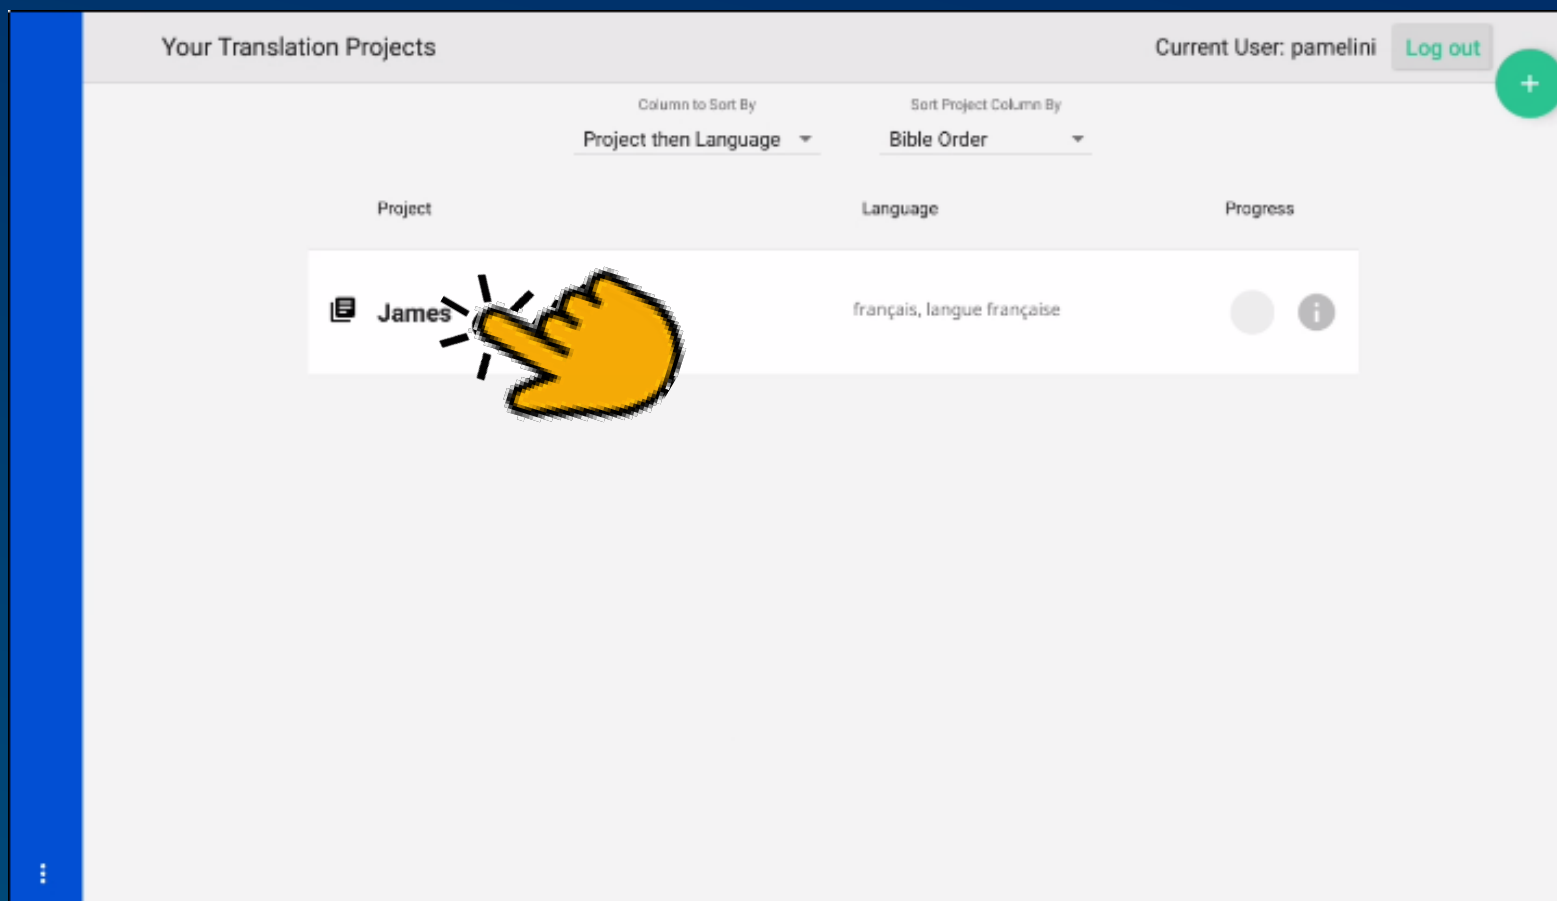 Your Translation Projects
Current User: pamelini
Log out
+
Column to Sort By
Sort Project Column By
Project then Language
Bible Order
Project
Language
Progress
James
français, langue française
i